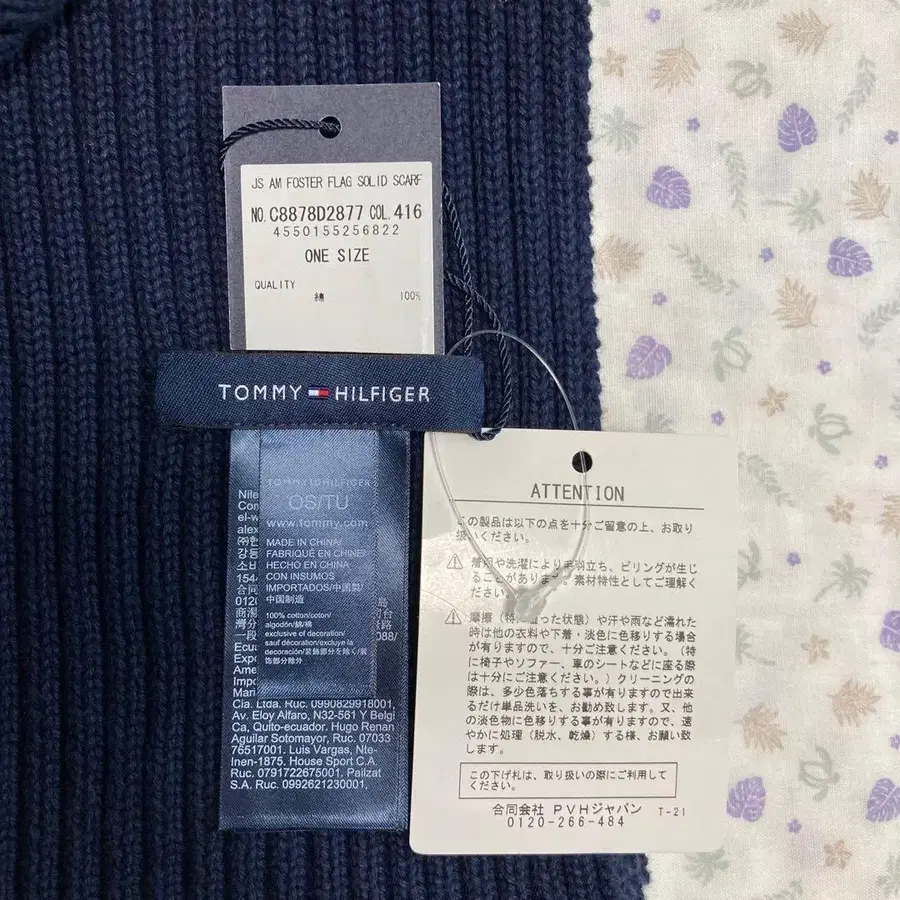 JS AM FOSTER FLAG SOLID SCARF
NO. C8878D2877 COL. 416
4550155256822
ONE SIZE
QUALITY
綿 100%
TOMMY HILFIGER
TOMMY HILFIGER
OS/TU
www.tommy.com
MADE IN CHINA/
FABRIQUÉ EN CHINE/
HECHO EN CHINA
CON INSUMOS
IMPORTADOS/中国製/
中国制造
100% cotton/coton/
algodón/綿/棉
exclusive of decoration/
sauf décoration/excluye la
decoración/装飾部分を除く/装
饰部分除外
Cia. Ltda. Ruc. 0990829918001,
Av. Eloy Alfaro, N32-561 Y Belgi
Ca, Quito-ecuador. Hugo Renan
Aguilar Sotomayor, Ruc. 07033
76517001. Luis Vargas, Nte-
Inen-1875. House Sport C.A.
Ruc. 0791722675001. Pailzat
S.A. Ruc. 0992621230001,
ATTENTION
この製品は以下の点を十分ご留意の上、お取り
扱いください。
着用や洗濯により毛羽立ち、ピリングが生じ
ることがあります。素材特性としてご理解く
ださい。
摩擦（特に湿った状態）や汗や雨など濡れた
時は他の衣料や下着・淡色に色移りする場合
が有りますので、十分ご注意ください。（特
に椅子やソファー、車のシートなどに座る際
は十分にご注意ください。）クリーニングの
際は、多少色落ちする事が有りますので出来
るだけ単品洗いを、お勧め致します。又、他
の淡色物に色移りする事が有りますので、速
やかに処理（脱水、乾燥）する様、お願い致
します。
この下げ札は、取り扱いの際にご利用して
ください。
合同会社 PVHジャパン T-21
0120-266-484